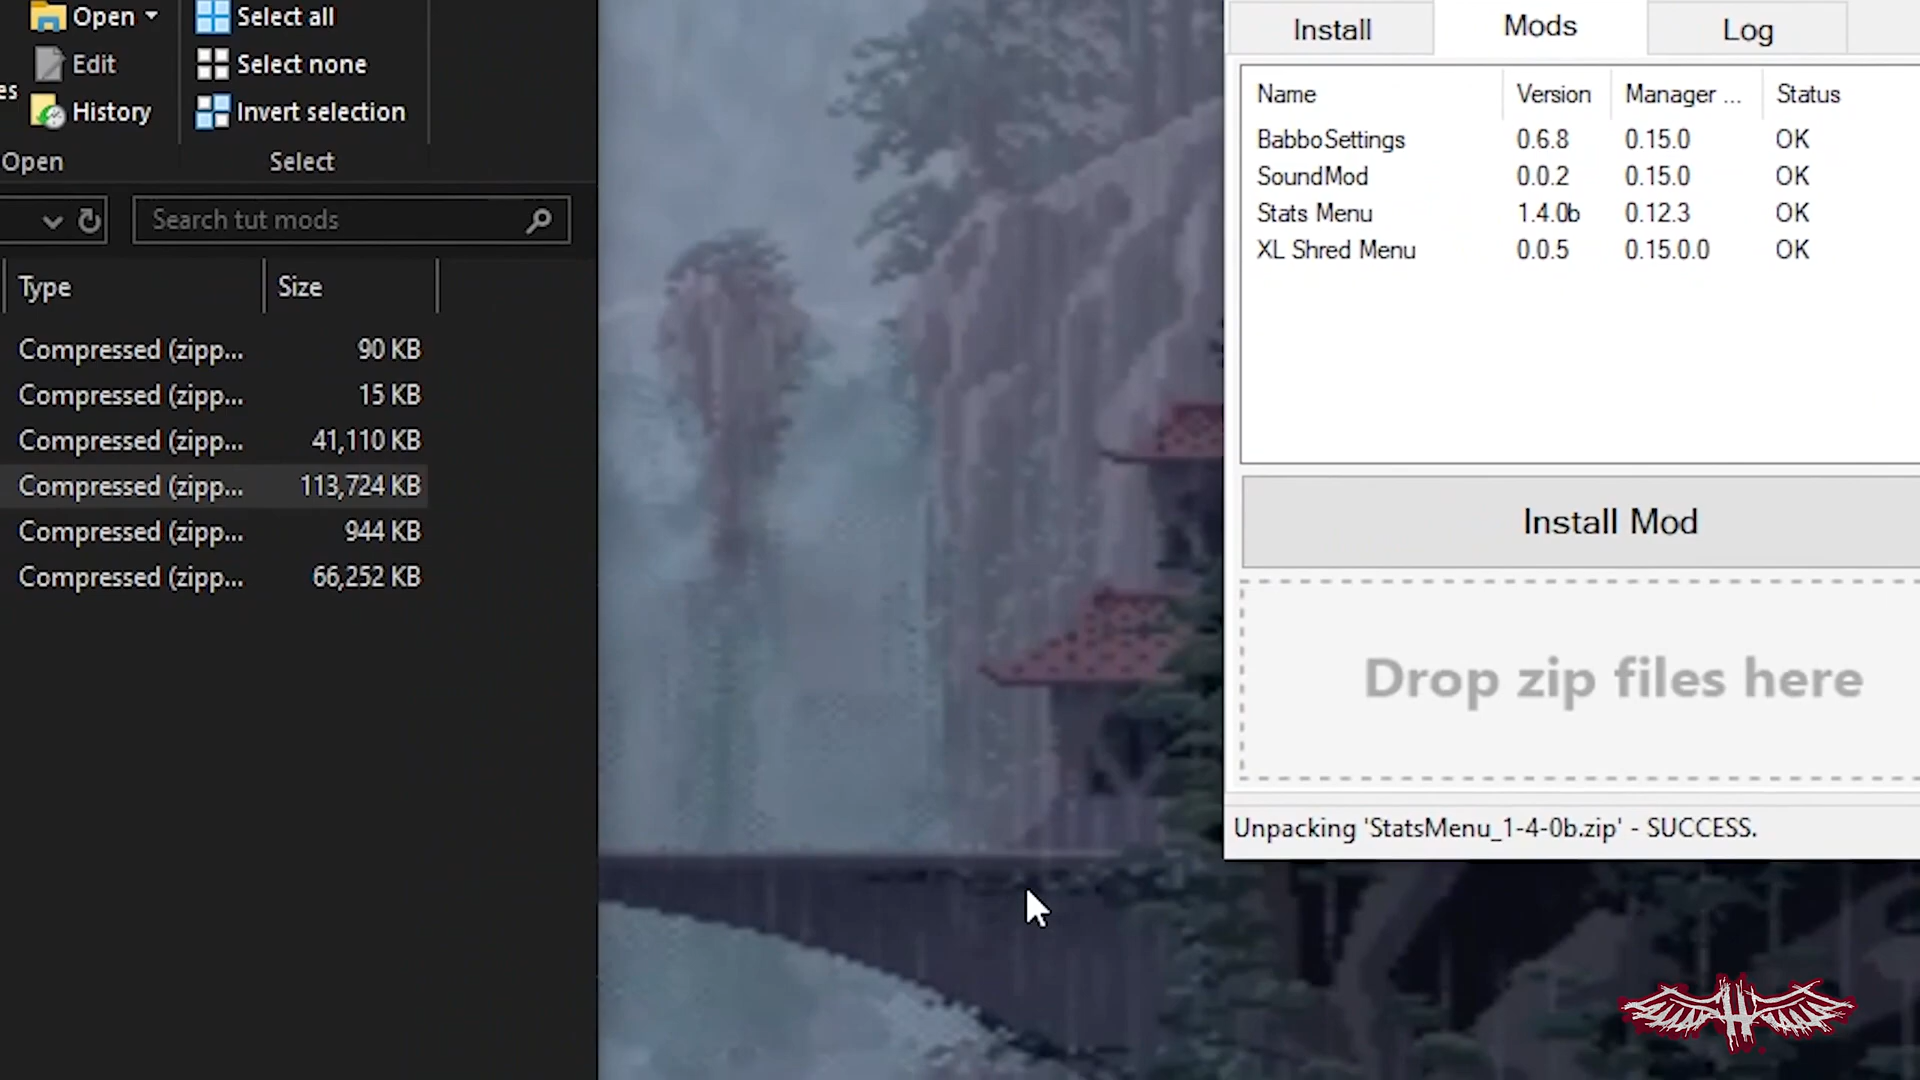 Open
Select all
Edit
Select none
es
History
Invert selection
Open
Select
Search tut mods
Type Size
Compressed (zipp... 90 KB
Compressed (zipp... 15 KB
Compressed (zipp... 41,110 KB
Compressed (zipp... 113,724 KB
Compressed (zipp... 944 KB
Compressed (zipp... 66,252 KB
Install Mods Log
Name Version Manager ... Status
BabboSettings 0.6.8 0.15.0 OK
SoundMod 0.0.2 0.15.0 OK
Stats Menu 1.4.0b 0.12.3 OK
XL Shred Menu 0.0.5 0.15.0.0 OK
Install Mod
Drop zip files here
Unpacking 'StatsMenu_1-4-0b.zip' - SUCCESS.
H